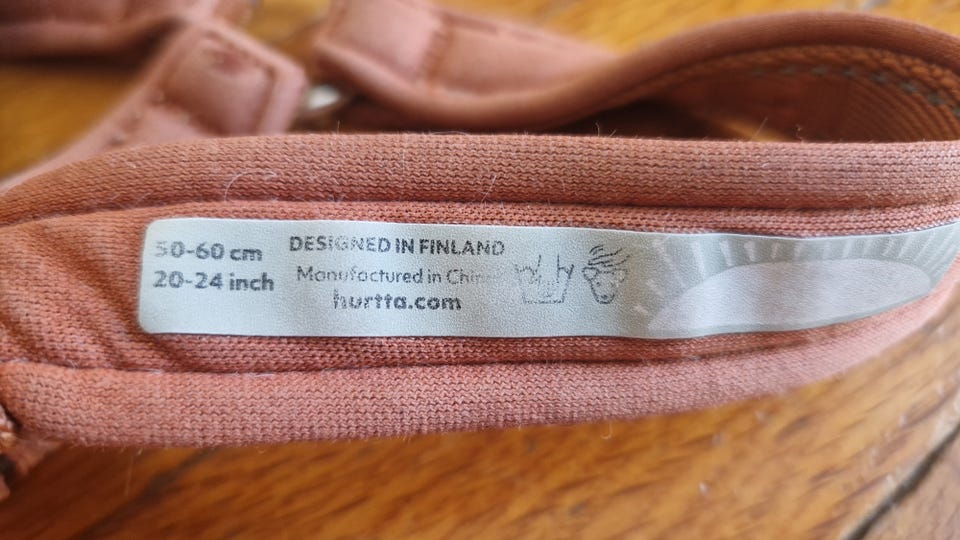 50-60 cm
20-24 inch
DESIGNED IN FINLAND
Manufactured in China
hurtta.com